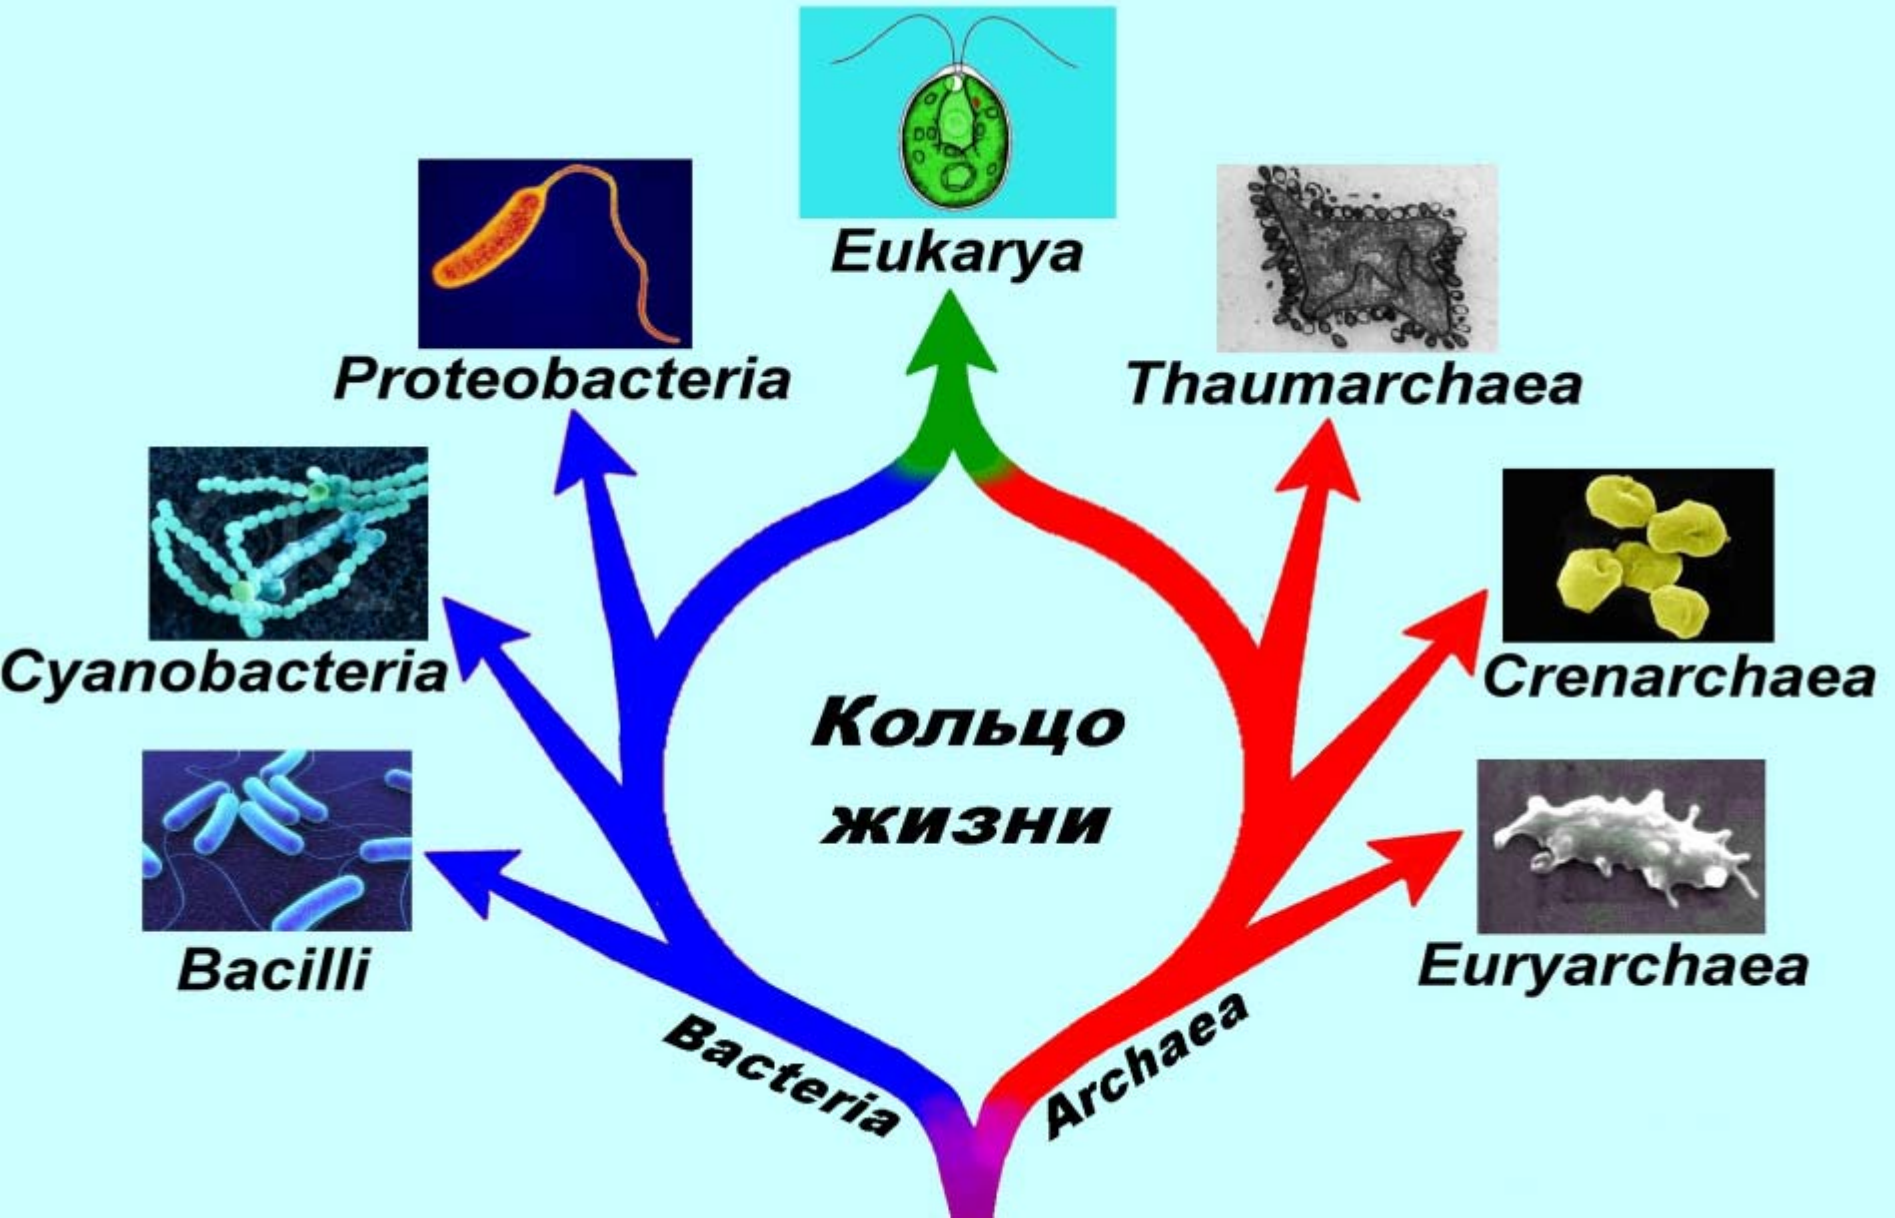 Eukarya
Proteobacteria
Thaumarchaea
Cyanobacteria
Crenarchaea
Кольцо
жизни
Bacilli
Euryarchaea
Bacteria
Archaea